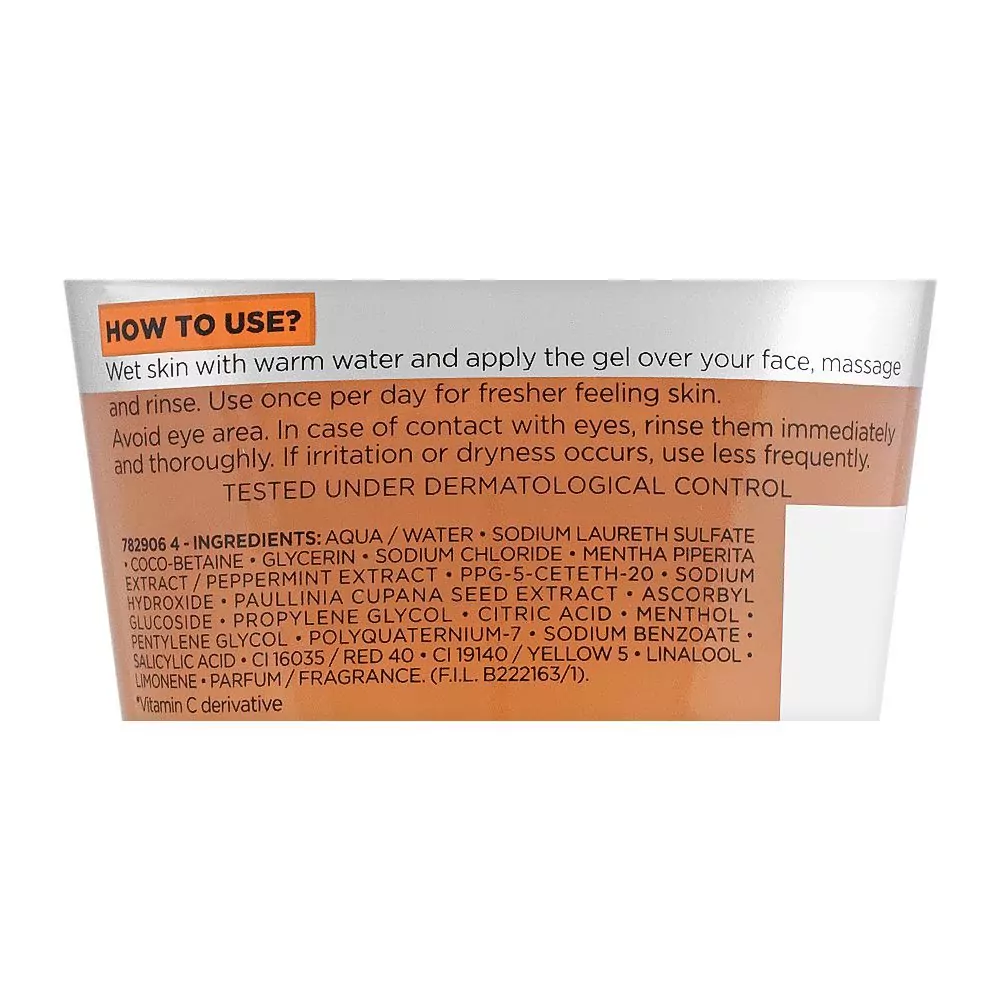 HOW TO USE?
Wet skin with warm water and apply the gel over your face, massage
and rinse. Use once per day for fresher feeling skin.
Avoid eye area. In case of contact with eyes, rinse them immediately
and thoroughly. If irritation or dryness occurs, use less frequently.
TESTED UNDER DERMATOLOGICAL CONTROL
782906 4 - INGREDIENTS: AQUA / WATER • SODIUM LAURETH SULFATE
• COCO-BETAINE • GLYCERIN • SODIUM CHLORIDE • MENTHA PIPERITA
EXTRACT / PEPPERMINT EXTRACT • PPG-5-CETETH-20 • SODIUM
HYDROXIDE • PAULLINIA CUPANA SEED EXTRACT • ASCORBYL
GLUCOSIDE • PROPYLENE GLYCOL • CITRIC ACID • MENTHOL •
PENTYLENE GLYCOL • POLYQUATERNIUM-7 • SODIUM BENZOATE •
SALICYLIC ACID • CI 16035 / RED 40 • CI 19140 / YELLOW 5 • LINALOOL •
LIMONENE • PARFUM / FRAGRANCE. (F.I.L. B222163/1).
*Vitamin C derivative